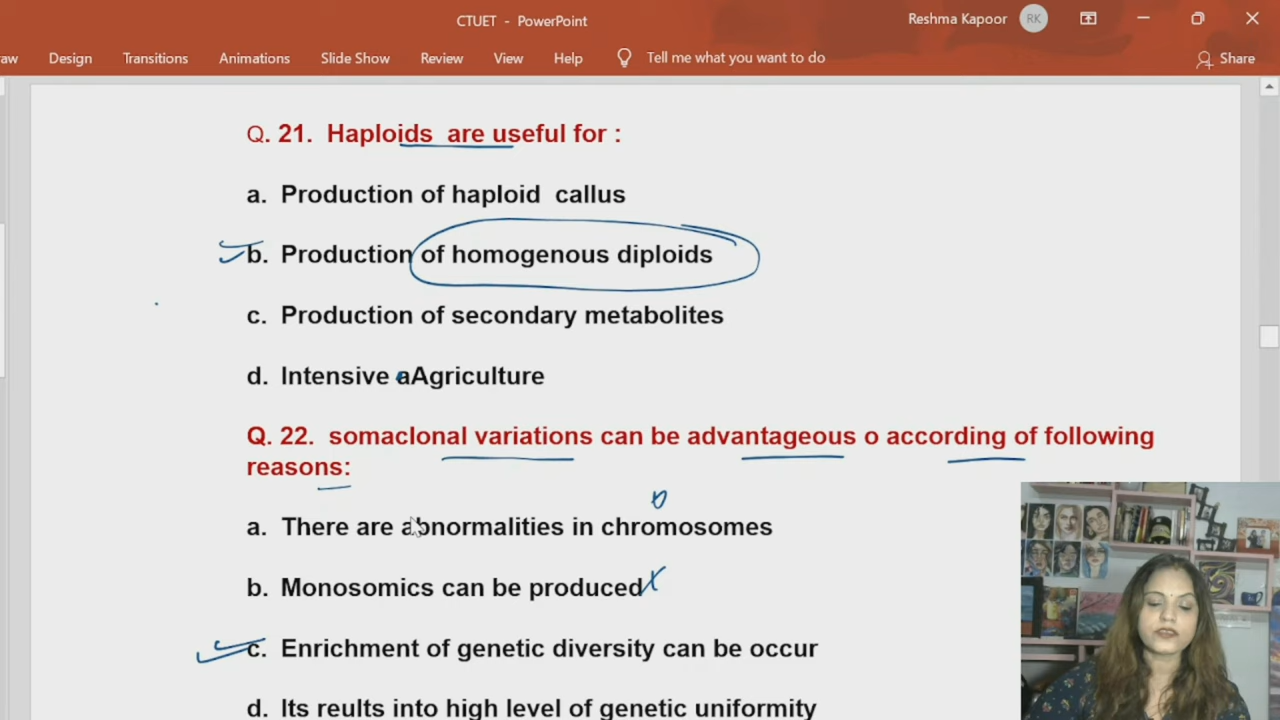 CTUET - PowerPoint
Reshma Kapoor RK
aw Design Transitions Animations Slide Show Review View Help Tell me what you want to do Share
Q. 21. Haploids are useful for :
a. Production of haploid callus
b. Production of homogenous diploids
c. Production of secondary metabolites
d. Intensive aAgriculture
Q. 22. somaclonal variations can be advantageous o according of following
reasons:
a. There are abnormalities in chromosomes
b. Monosomics can be produced
c. Enrichment of genetic diversity can be occur
d. Its reults into high level of genetic uniformity